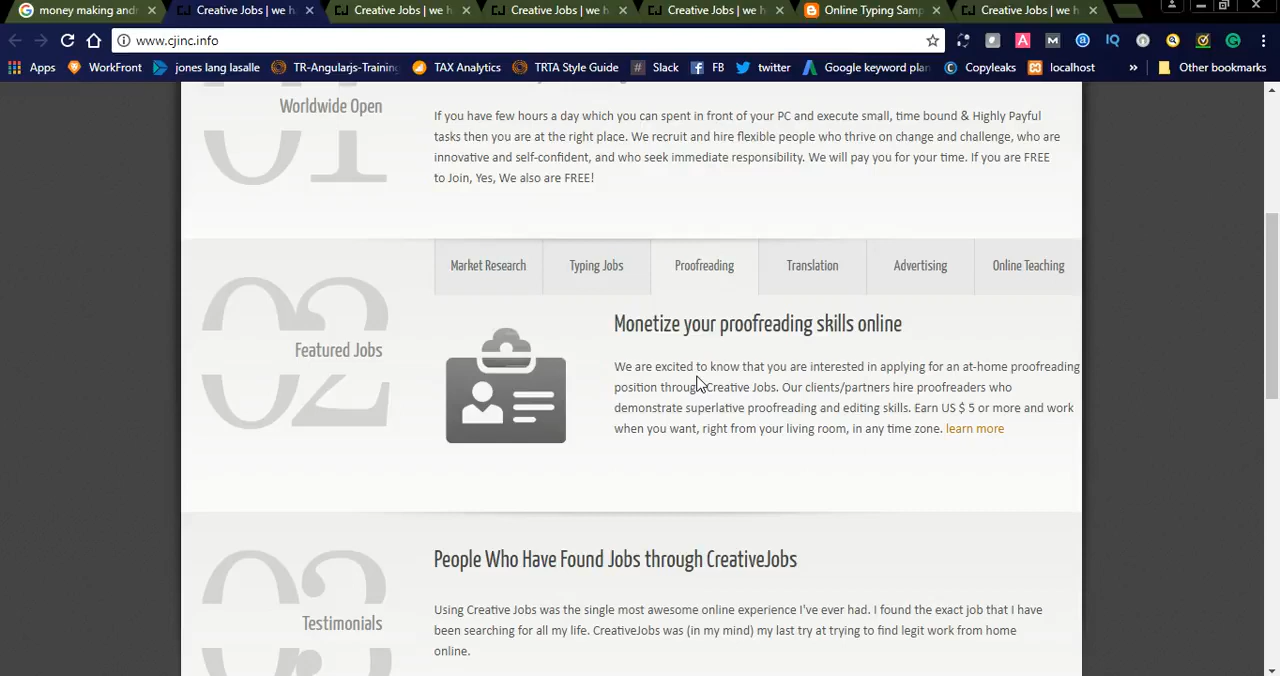 money making and
Creative Jobs | we h
Creative Jobs | we h
Creative Jobs | we h
Creative Jobs | we h
Online Typing Samp
Creative Jobs | we h
www.cjinc.info
Apps
WorkFront
jones lang lasalle
TR-Angularjs-Training
TAX Analytics
TRTA Style Guide
Slack
FB
twitter
Google keyword plan
Copyleaks
localhost
»
Other bookmarks
01
Worldwide Open
If you have few hours a day which you can spent in front of your PC and execute small, time bound & Highly Payful
tasks then you are at the right place. We recruit and hire flexible people who thrive on change and challenge, who are
innovative and self-confident, and who seek immediate responsibility. We will pay you for your time. If you are FREE
to Join, Yes, We also are FREE!
Market Research
Typing Jobs
Proofreading
Translation
Advertising
Online Teaching
02
Featured Jobs
Monetize your proofreading skills online
We are excited to know that you are interested in applying for an at-home proofreading
position through Creative Jobs. Our clients/partners hire proofreaders who
demonstrate superlative proofreading and editing skills. Earn US $ 5 or more and work
when you want, right from your living room, in any time zone. learn more
03
Testimonials
People Who Have Found Jobs through CreativeJobs
Using Creative Jobs was the single most awesome online experience I've ever had. I found the exact job that I have
been searching for all my life. CreativeJobs was (in my mind) my last try at trying to find legit work from home
online.